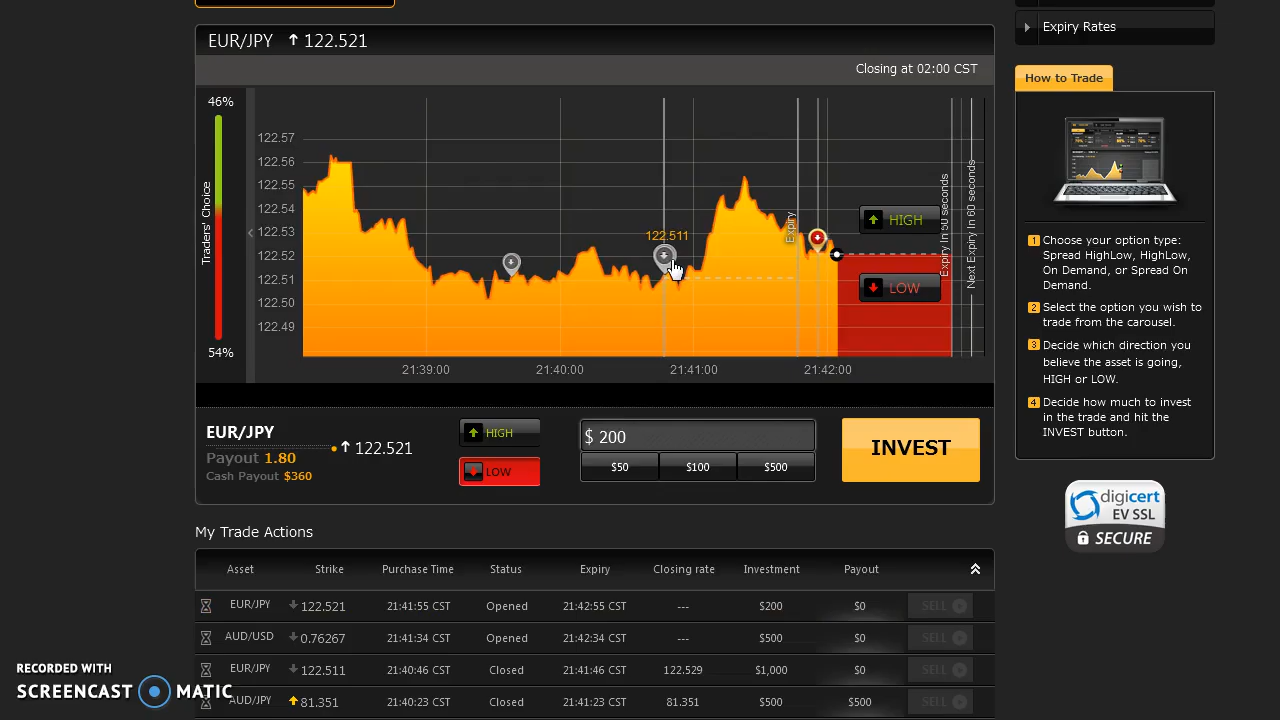 EUR/JPY ↑ 122.521
Closing at 02:00 CST
46%
Traders' Choice
54%
122.57
122.56
122.55
122.54
122.53
122.52
122.51
122.50
122.49
122.511
Expiry
HIGH
LOW
Expiry In 50 seconds
Next Expiry In 60 seconds
21:39:00 21:40:00 21:41:00 21:42:00
EUR/JPY
Payout 1.80
Cash Payout $360
↑ 122.521
HIGH
LOW
$ 200
$50 $100 $500
INVEST
Expiry Rates
How to Trade
1 Choose your option type:
Spread HighLow, HighLow,
On Demand, or Spread On
Demand.
2 Select the option you wish to
trade from the carousel.
3 Decide which direction you
believe the asset is going,
HIGH or LOW.
4 Decide how much to invest
in the trade and hit the
INVEST button.
digicert
EV SSL
SECURE
My Trade Actions
Asset Strike Purchase Time Status Expiry Closing rate Investment Payout
EUR/JPY 122.521 21:41:55 CST Opened 21:42:55 CST --- $200 $0 SELL
AUD/USD 0.76267 21:41:34 CST Opened 21:42:34 CST --- $500 $0 SELL
EUR/JPY 122.511 21:40:46 CST Closed 21:41:46 CST 122.529 $1,000 $0 SELL
AUD/JPY 81.351 21:40:23 CST Closed 21:41:23 CST 81.351 $500 $500 SELL
RECORDED WITH
SCREENCAST MATIC